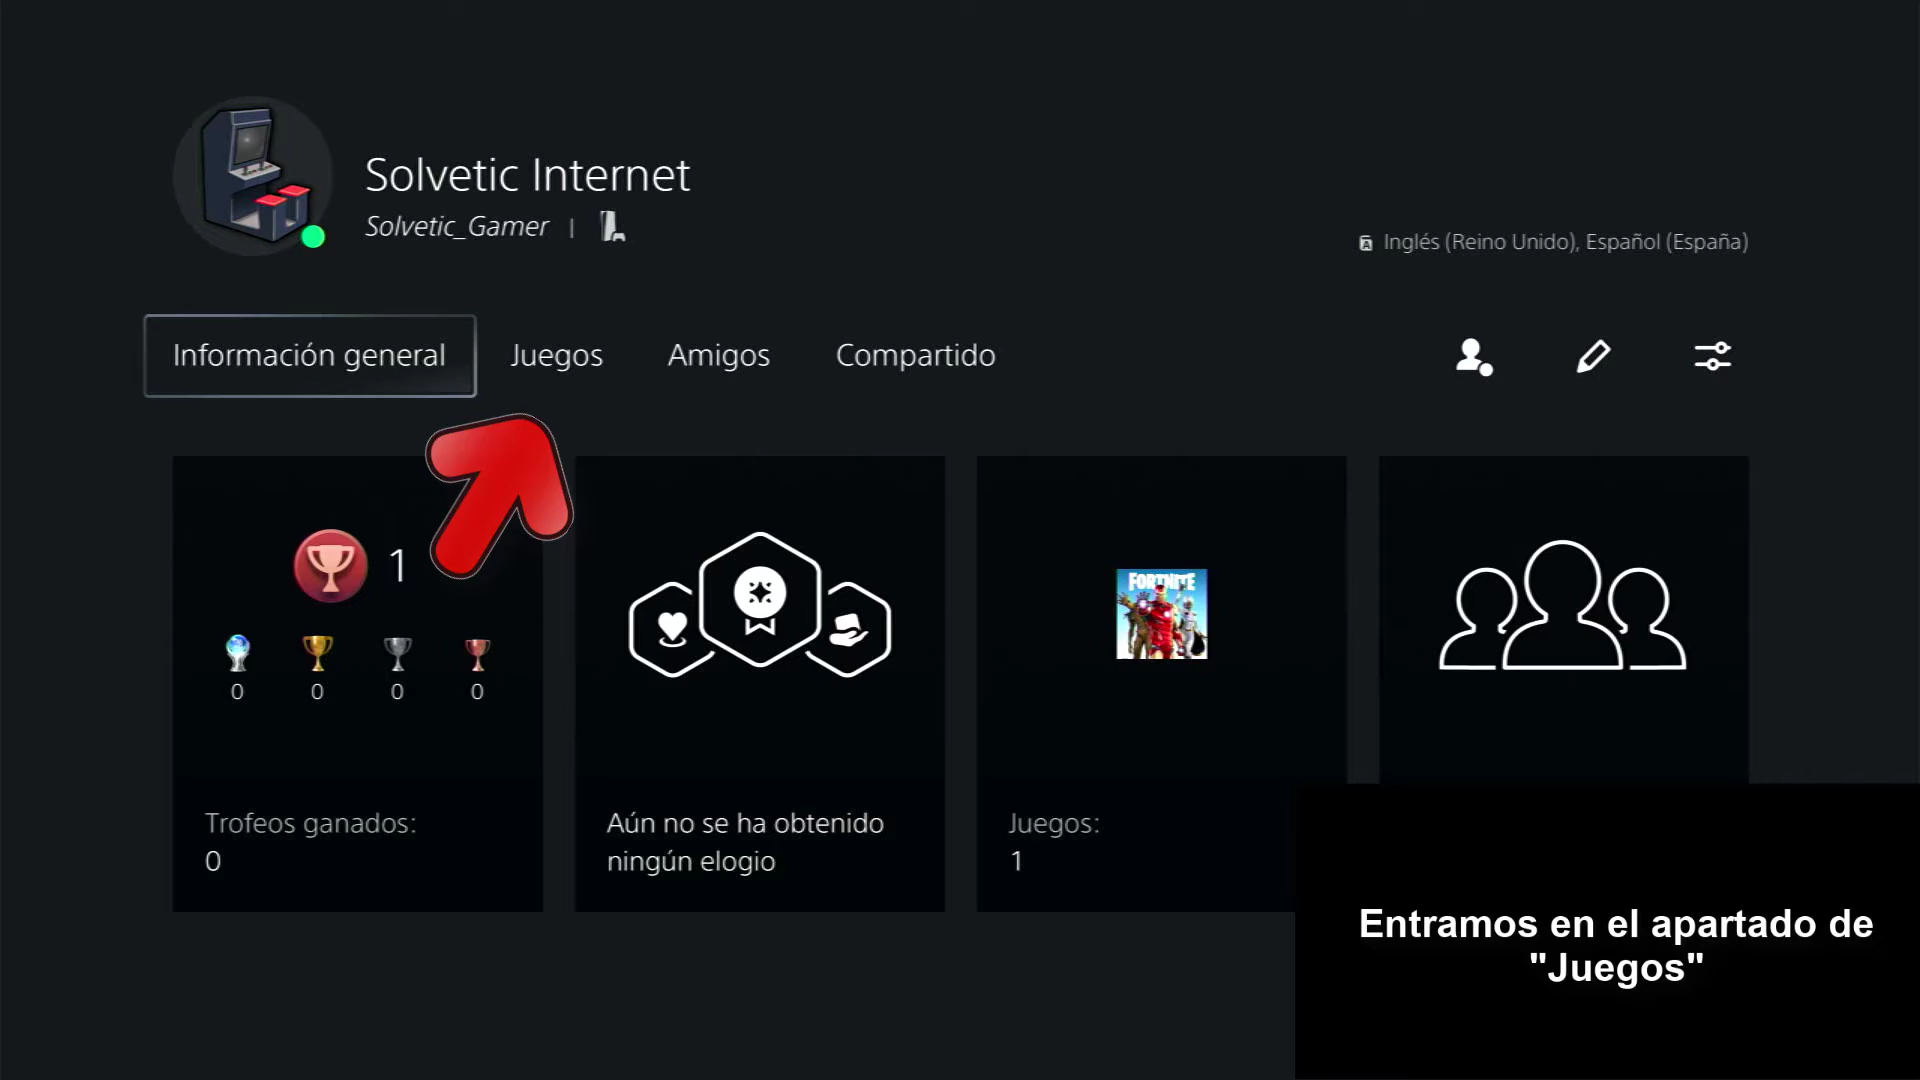 Solvetic Internet
Solvetic_Gamer
Inglés (Reino Unido), Español (España)
Información general
Juegos
Amigos
Compartido
1
0
0
0
0
FORTNITE
Trofeos ganados:
0
Aún no se ha obtenido
ningún elogio
Juegos:
1
Entramos en el apartado de
"Juegos"